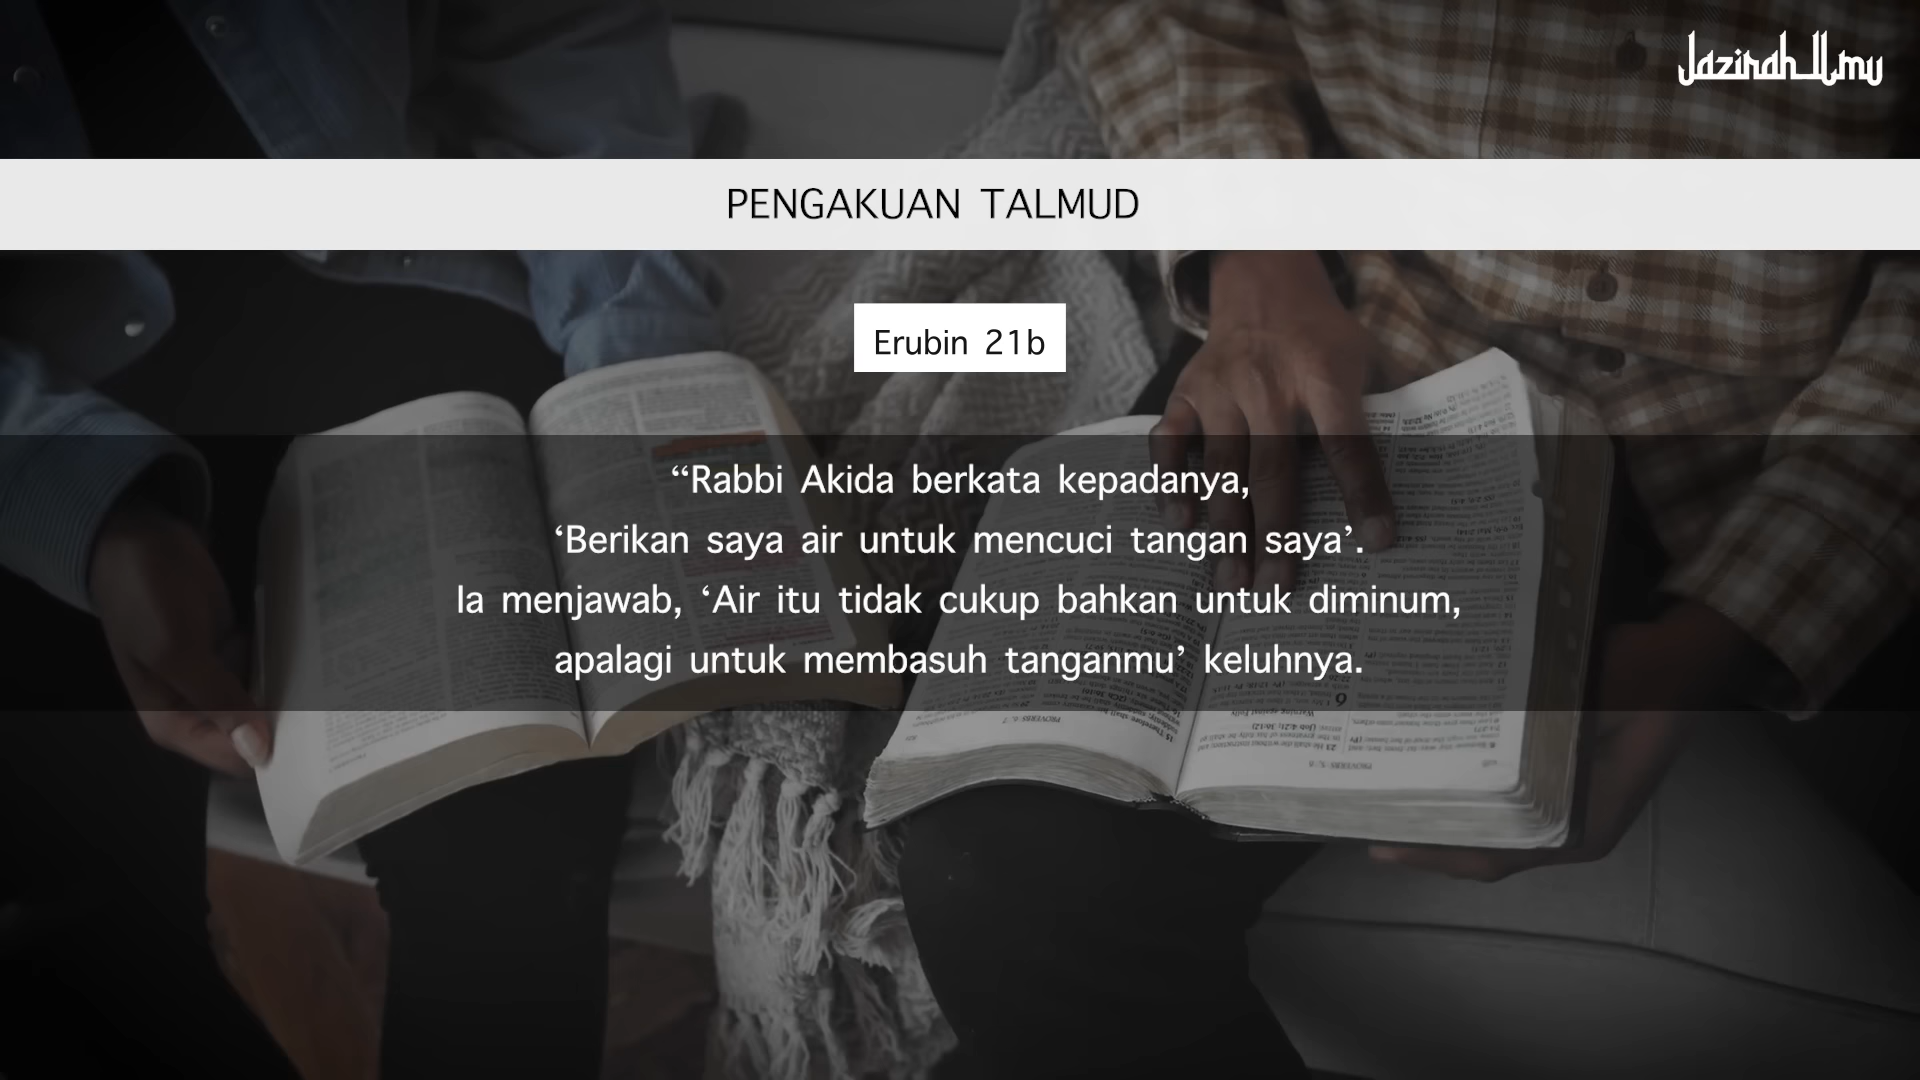 Jazirah Ilmu
PENGAKUAN TALMUD
Erubin 21b
“Rabbi Akida berkata kepadanya,
‘Berikan saya air untuk mencuci tangan saya’.
Ia menjawab, ‘Air itu tidak cukup bahkan untuk diminum,
apalagi untuk membasuh tanganmu’ keluhnya.